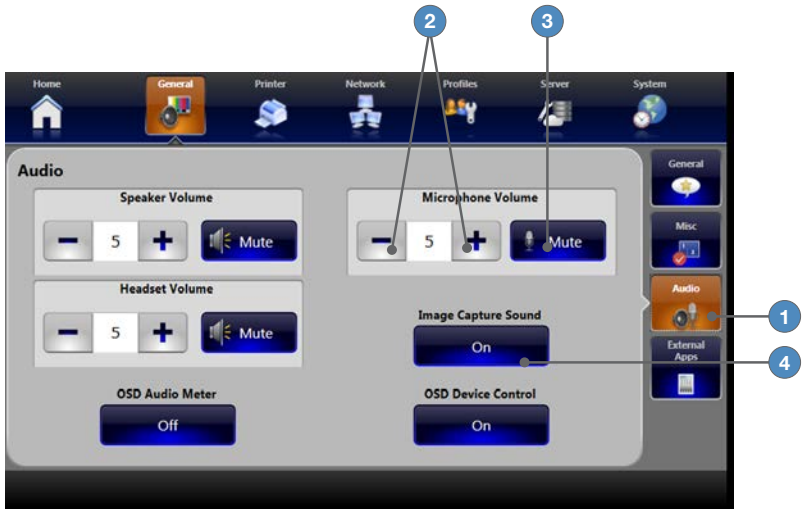 2 3
Home General Printer Network Profiles Server System
Audio
General
Speaker Volume Microphone Volume
Misc
5 Mute 5 Mute
Headset Volume
Audio
Image Capture Sound
1
5 Mute
On
External
Apps
4
OSD Audio Meter OSD Device Control
Off On